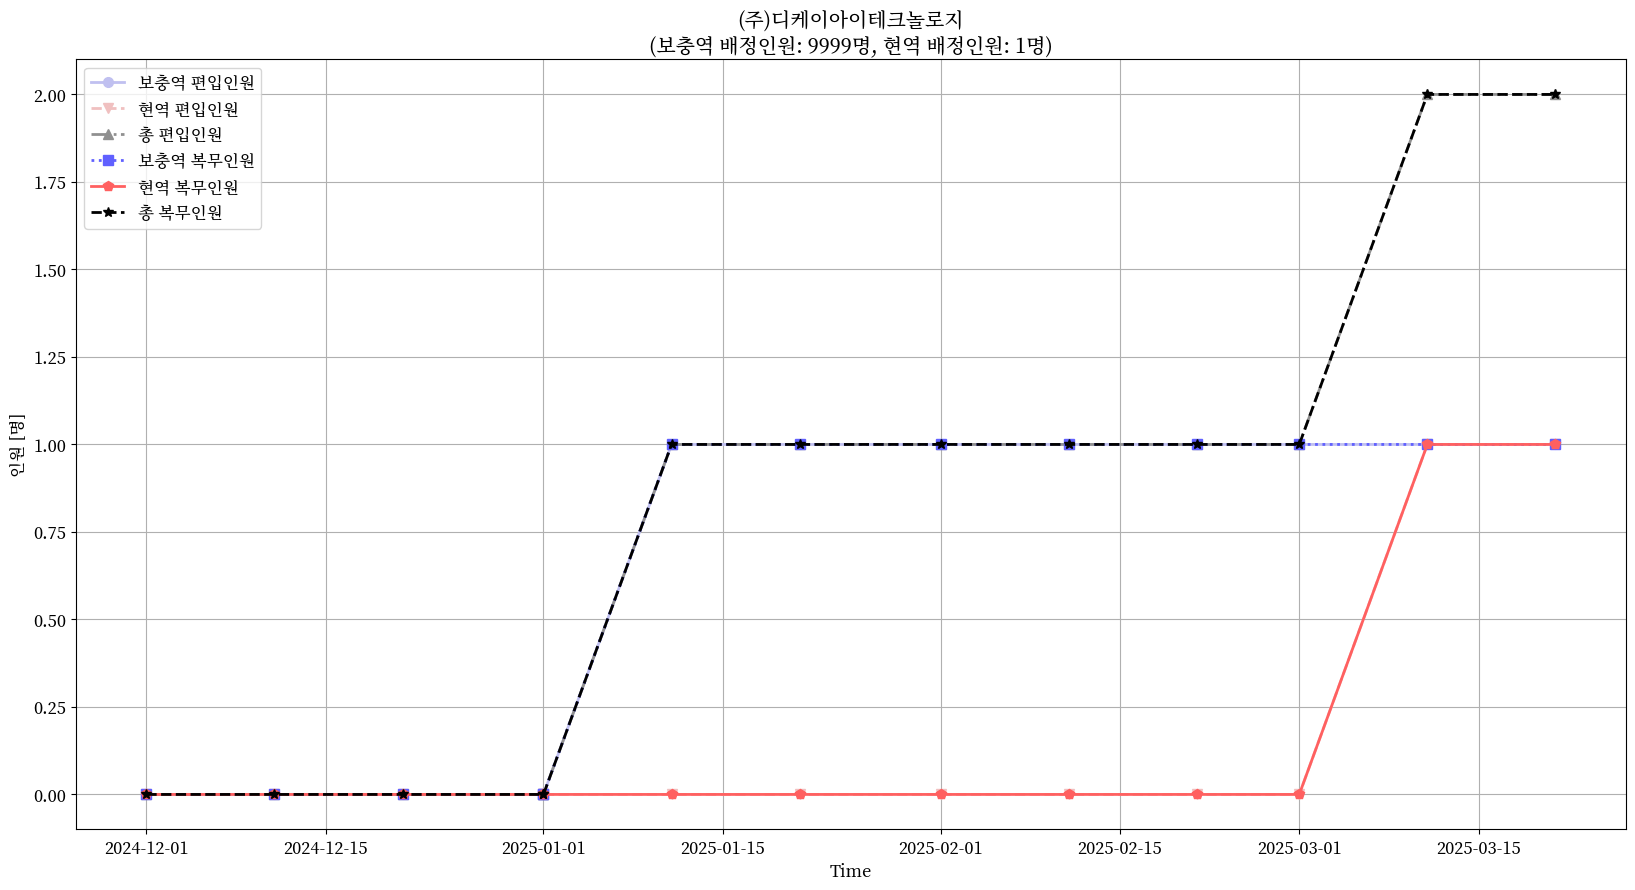 (주)디케이아이테크놀로지
(보충역 배정인원: 9999명, 현역 배정인원: 1명)
보충역 편입인원
현역 편입인원
총 편입인원
보충역 복무인원
현역 복무인원
총 복무인원
인원 [명]
2.00
1.75
1.50
1.25
1.00
0.75
0.50
0.25
0.00
2024-12-01 2024-12-15 2025-01-01 2025-01-15 2025-02-01 2025-02-15 2025-03-01 2025-03-15
Time